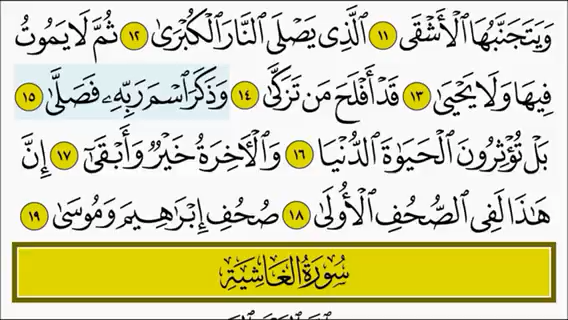 وَيَتَجَنَّبُهَا ٱلْأَشْقَى ١١ ٱلَّذِى يَصْلَى ٱلنَّارَ ٱلْكُبْرَىٰ ١٢ ثُمَّ لَا يَمُوتُ
فِيهَا وَلَا يَحْيَىٰ ١٣ قَدْ أَفْلَحَ مَن تَزَكَّىٰ ١٤ وَذَكَرَ ٱسْمَ رَبِّهِۦ فَصَلَّىٰ ١٥
بَلْ تُؤْثِرُونَ ٱلْحَيَوٰةَ ٱلدُّنْيَا ١٦ وَٱلْـَٔاخِرَةُ خَيْرٌ وَأَبْقَىٰٓ ١٧ إِنَّ
هَـٰذَا لَفِى ٱلصُّحُفِ ٱلْأُولَىٰ ١٨ صُحُفِ إِبْرَٰهِيمَ وَمُوسَىٰ ١٩
سُورَةُ الغَاشِيَةِ